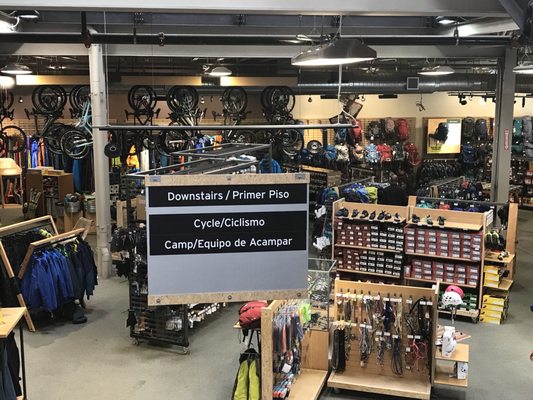 Downstairs / Primer Piso
Cycle/Ciclismo
Camp/Equipo de Acampar